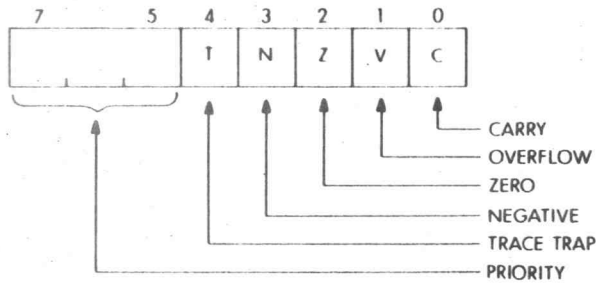 7 5 4 3 2 1 0
T N Z V C
CARRY
OVERFLOW
ZERO
NEGATIVE
TRACE TRAP
PRIORITY